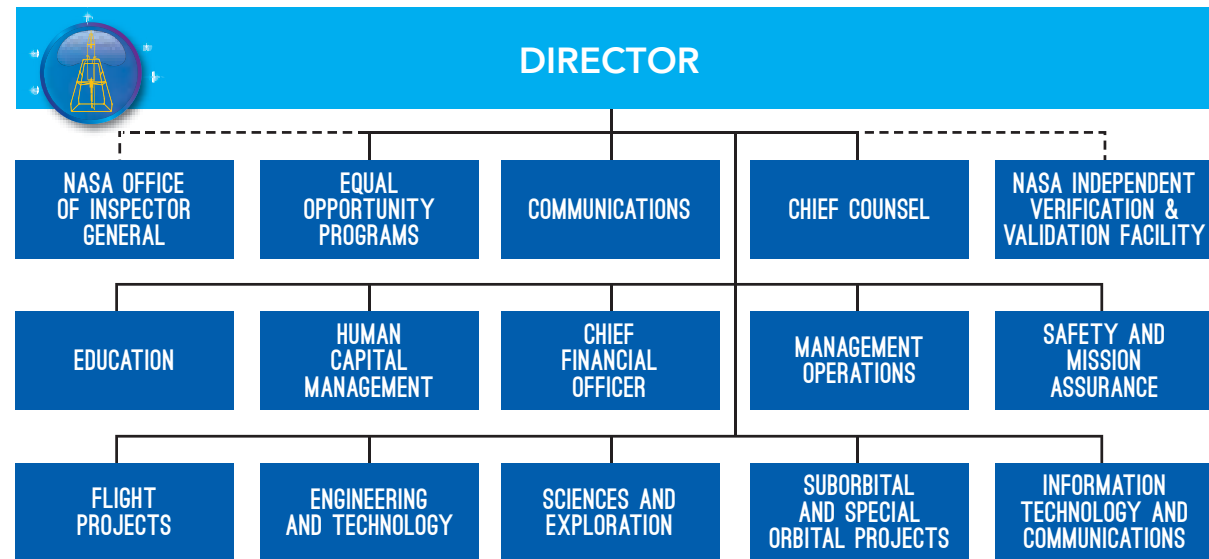 DIRECTOR
NASA OFFICE
OF INSPECTOR
GENERAL
EQUAL
OPPORTUNITY
PROGRAMS
COMMUNICATIONS
CHIEF COUNSEL
NASA INDEPENDENT
VERIFICATION &
VALIDATION FACILITY
EDUCATION
HUMAN
CAPITAL
MANAGEMENT
CHIEF
FINANCIAL
OFFICER
MANAGEMENT
OPERATIONS
SAFETY AND
MISSION
ASSURANCE
FLIGHT
PROJECTS
ENGINEERING
AND TECHNOLOGY
SCIENCES AND
EXPLORATION
SUBORBITAL
AND SPECIAL
ORBITAL PROJECTS
INFORMATION
TECHNOLOGY AND
COMMUNICATIONS